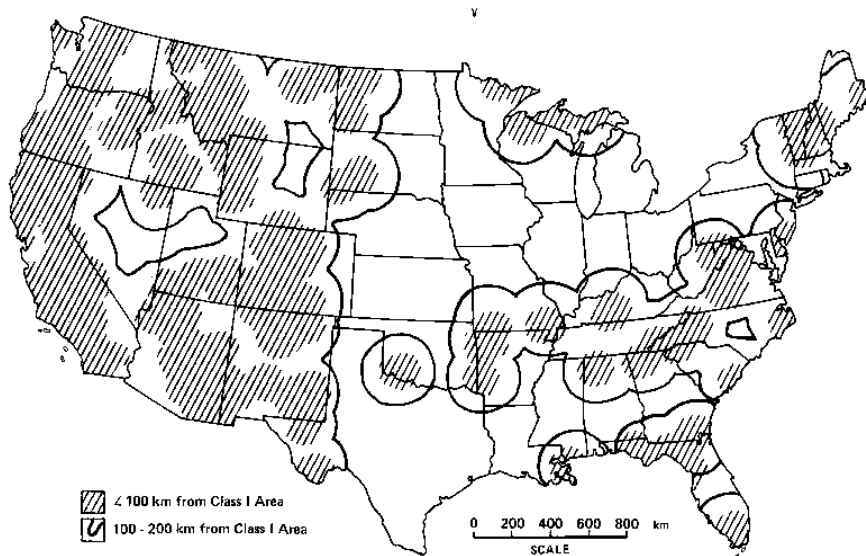 V
∠ 100 km from Class I Area
100 - 200 km from Class I Area
0 200 400 600 800 km
SCALE